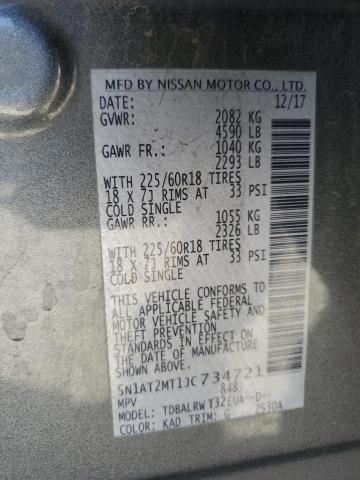 MFD BY NISSAN MOTOR CO., LTD.
DATE: 12/17
GVWR: 2082 KG
4590 LB
GAWR FR.: 1040 KG
2293 LB
WITH 225/60R18 TIRES
18 X 7J RIMS AT 33 PSI
COLD SINGLE
GAWR RR.: 1055 KG
2326 LB
WITH 225/60R18 TIRES
18 X 7J RIMS AT 33 PSI
COLD SINGLE
THIS VEHICLE CONFORMS TO
ALL APPLICABLE FEDERAL
MOTOR VEHICLE SAFETY AND
THEFT PREVENTION
STANDARDS IN EFFECT ON
THE DATE OF MANUFACTURE
SHOWN ABOVE.
5N1AT2MT1JC734721
MPV 848
MODEL: TDBALRWT32EUA--D--
COLOR: KAD TRIM: G ZS30A